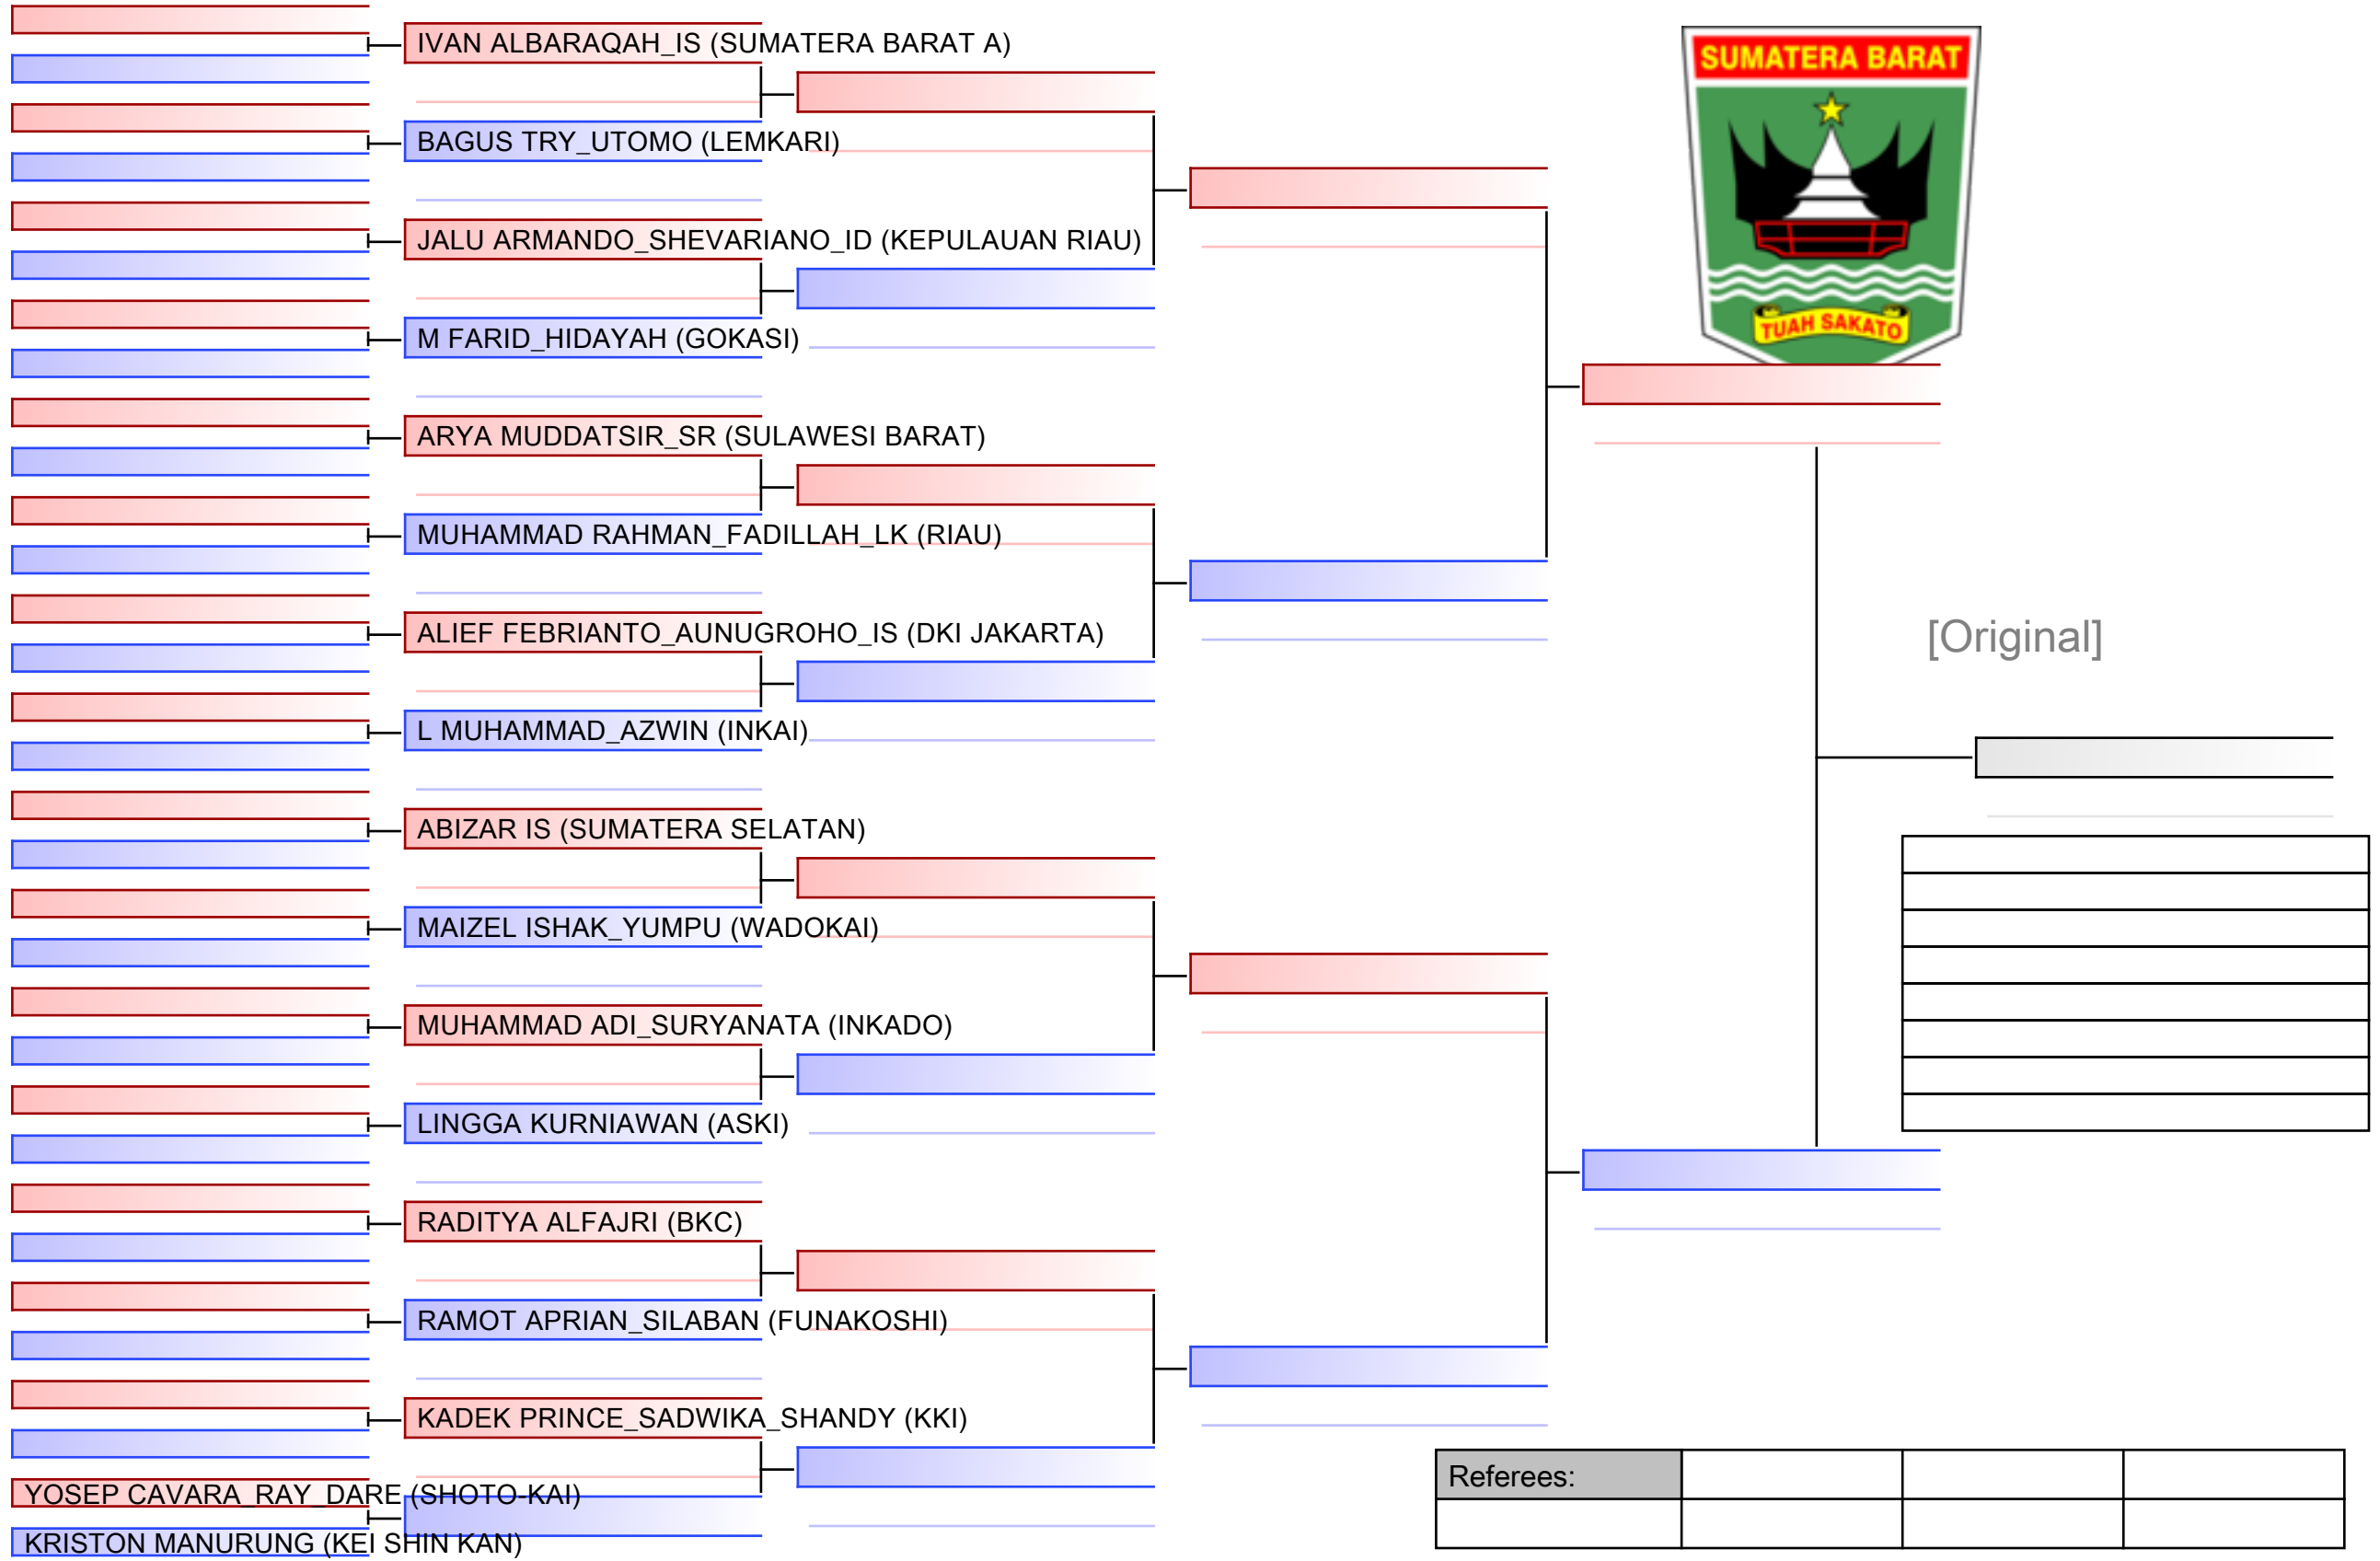 IVAN ALBARAQAH_IS (SUMATERA BARAT A)
BAGUS TRY_UTOMO (LEMKARI)
JALU ARMANDO_SHEVARIANO_ID (KEPULAUAN RIAU)
M FARID_HIDAYAH (GOKASI)
ARYA MUDDATSIR_SR (SULAWESI BARAT)
MUHAMMAD RAHMAN_FADILLAH_LK (RIAU)
ALIEF FEBRIANTO_AUNUGROHO_IS (DKI JAKARTA)
L MUHAMMAD_AZWIN (INKAI)
ABIZAR IS (SUMATERA SELATAN)
MAIZEL ISHAK_YUMPU (WADOKAI)
MUHAMMAD ADI_SURYANATA (INKADO)
LINGGA KURNIAWAN (ASKI)
RADITYA ALFAJRI (BKC)
RAMOT APRIAN_SILABAN (FUNAKOSHI)
KADEK PRINCE_SADWIKA_SHANDY (KKI)
YOSEP CAVARA_RAY_DARE (SHOTO-KAI)
KRISTON MANURUNG (KEI SHIN KAN)
SUMATERA BARAT
TUAH SAKATO
[Original]
Referees: